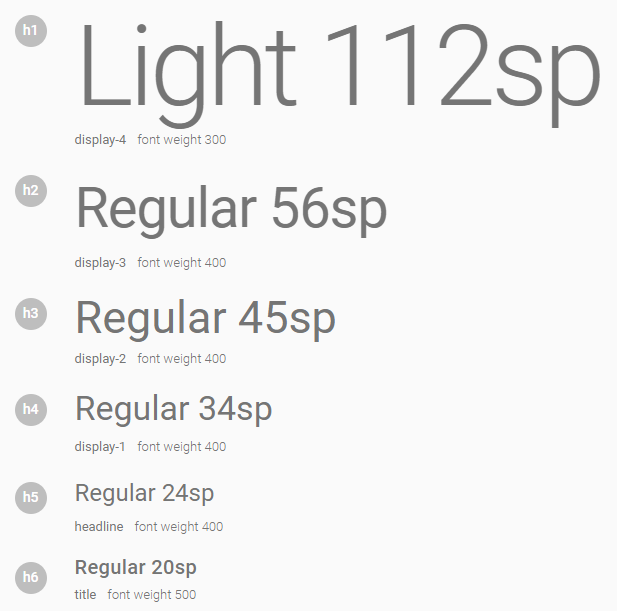 h1 Light 112sp
display-4 font weight 300
h2 Regular 56sp
display-3 font weight 400
h3 Regular 45sp
display-2 font weight 400
h4 Regular 34sp
display-1 font weight 400
h5 Regular 24sp
headline font weight 400
h6 Regular 20sp
title font weight 500